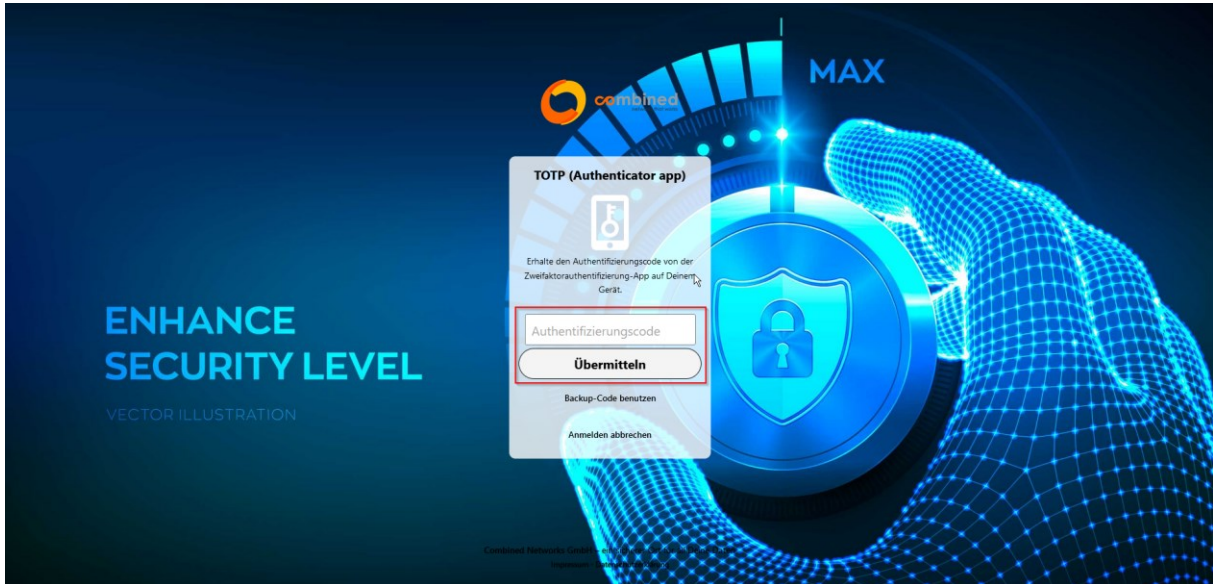 MAX
combined
TOTP (Authenticator app)
Erhalte den Authentifizierungscode von der
Zweifaktorauthentifizierung-App auf Deinem
Gerät.
ENHANCE
SECURITY LEVEL
VECTOR ILLUSTRATION
Authentifizierungscode
Übermitteln
Backup-Code benutzen
Anmelden abbrechen
Combined Networks GmbH –
Impressum